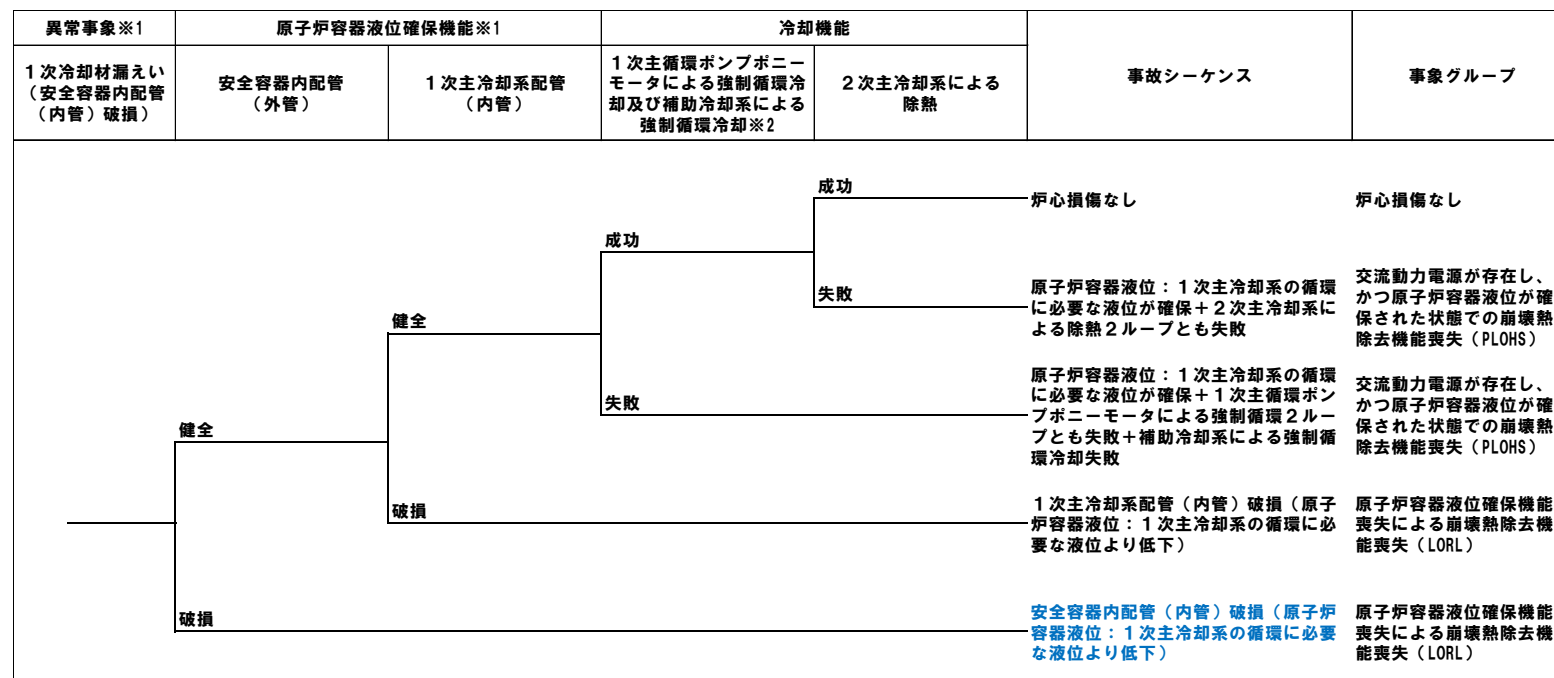 異常事象※1
原子炉容器液位確保機能※1
冷却機能
1次冷却材漏えい
(安全容器内配管
(内管)破損)
安全容器内配管
(外管)
1次主冷却系配管
(内管)
1次主循環ポンプポニー
モータによる強制循環冷
却及び補助冷却系による
強制循環冷却※2
2次主冷却系による
除熱
事故シーケンス
事象グループ
成功
炉心損傷なし
炉心損傷なし
成功
失敗
原子炉容器液位:1次主冷却系の循環
に必要な液位が確保+2次主冷却系に
よる除熱2ループとも失敗
交流動力電源が存在し、
かつ原子炉容器液位が確
保された状態での崩壊熱
除去機能喪失(PLOHS)
健全
失敗
原子炉容器液位:1次主冷却系の循環
に必要な液位が確保+1次主循環ポン
プポニーモータによる強制循環2ルー
プとも失敗+補助冷却系による強制循
環冷却失敗
交流動力電源が存在し、
かつ原子炉容器液位が確
保された状態での崩壊熱
除去機能喪失(PLOHS)
健全
破損
1次主冷却系配管(内管)破損(原子
炉容器液位:1次主冷却系の循環に必
要な液位より低下)
原子炉容器液位確保機能
喪失による崩壊熱除去機
能喪失(LORL)
破損
安全容器内配管(内管)破損(原子炉
容器液位:1次主冷却系の循環に必要
な液位より低下)
原子炉容器液位確保機能
喪失による崩壊熱除去機
能喪失(LORL)